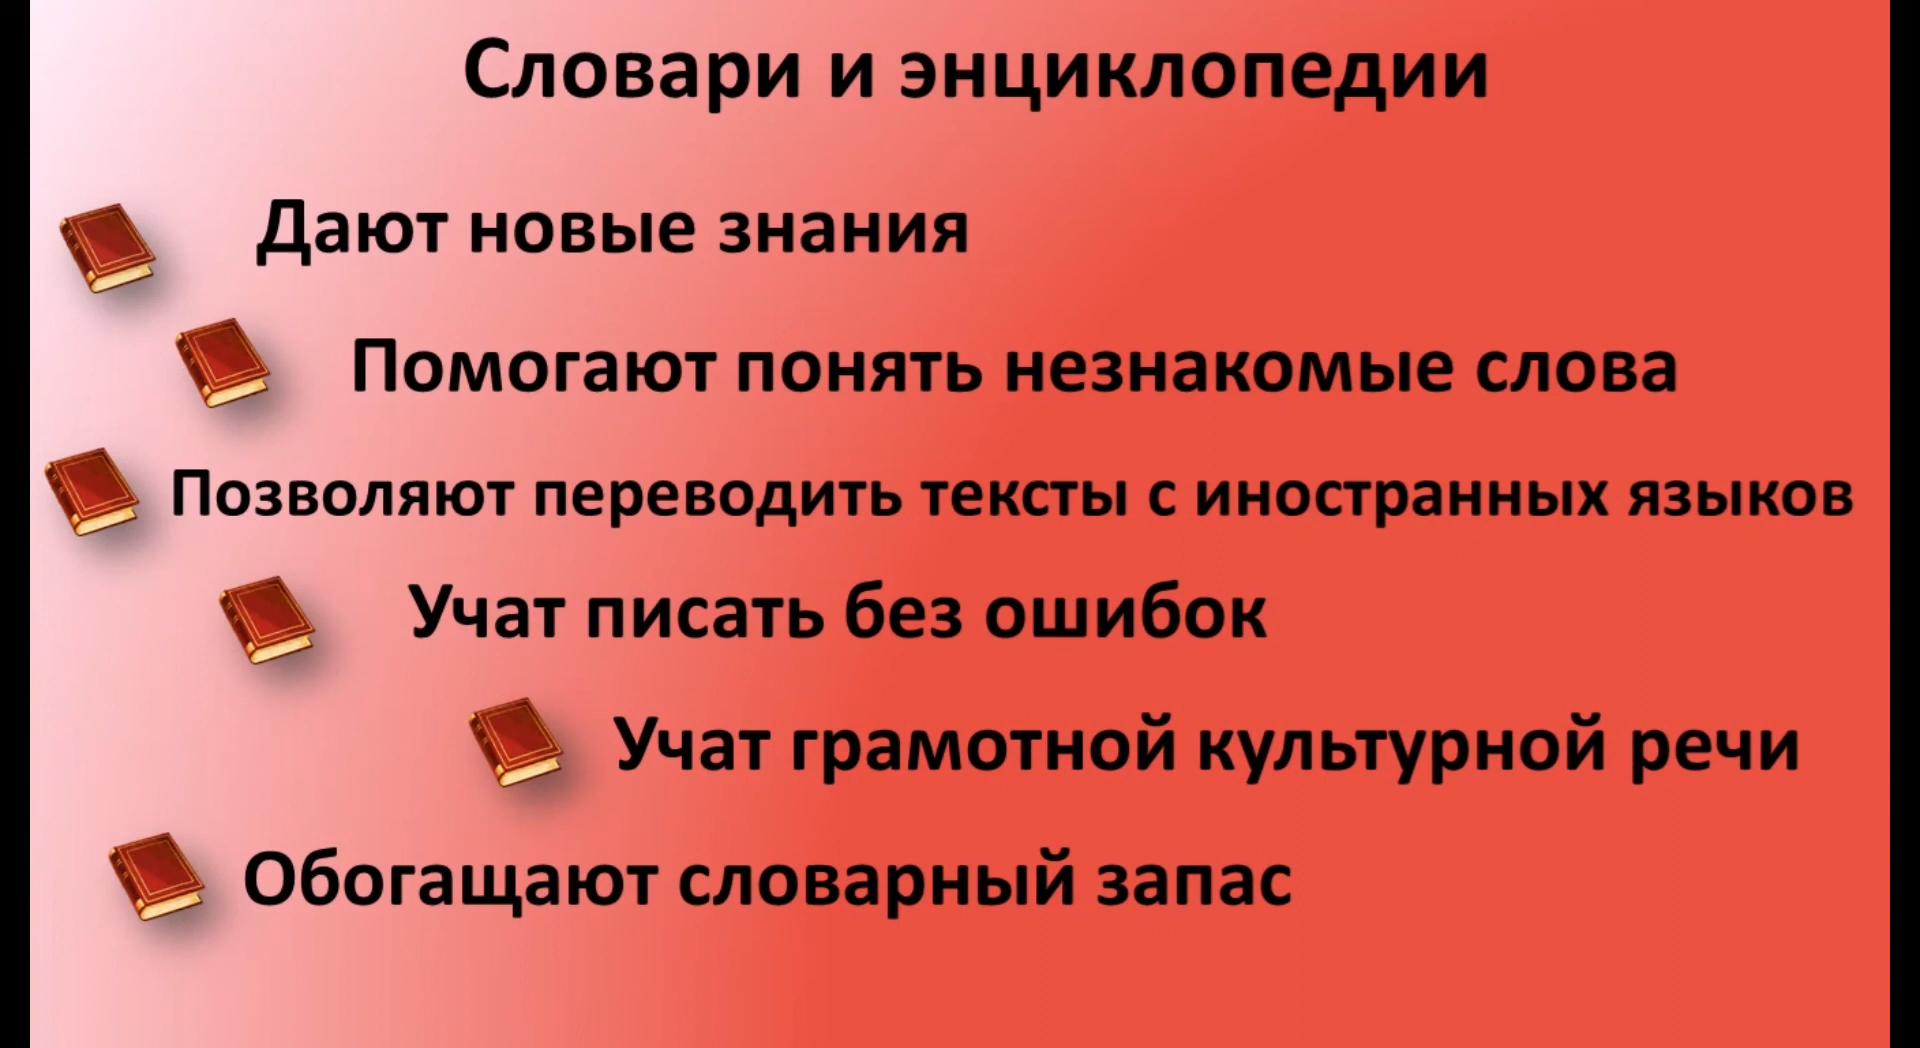 Словари и энциклопедии
Дают новые знания
Помогают понять незнакомые слова
Позволяют переводить тексты с иностранных языков
Учат писать без ошибок
Учат грамотной культурной речи
Обогащают словарный запас